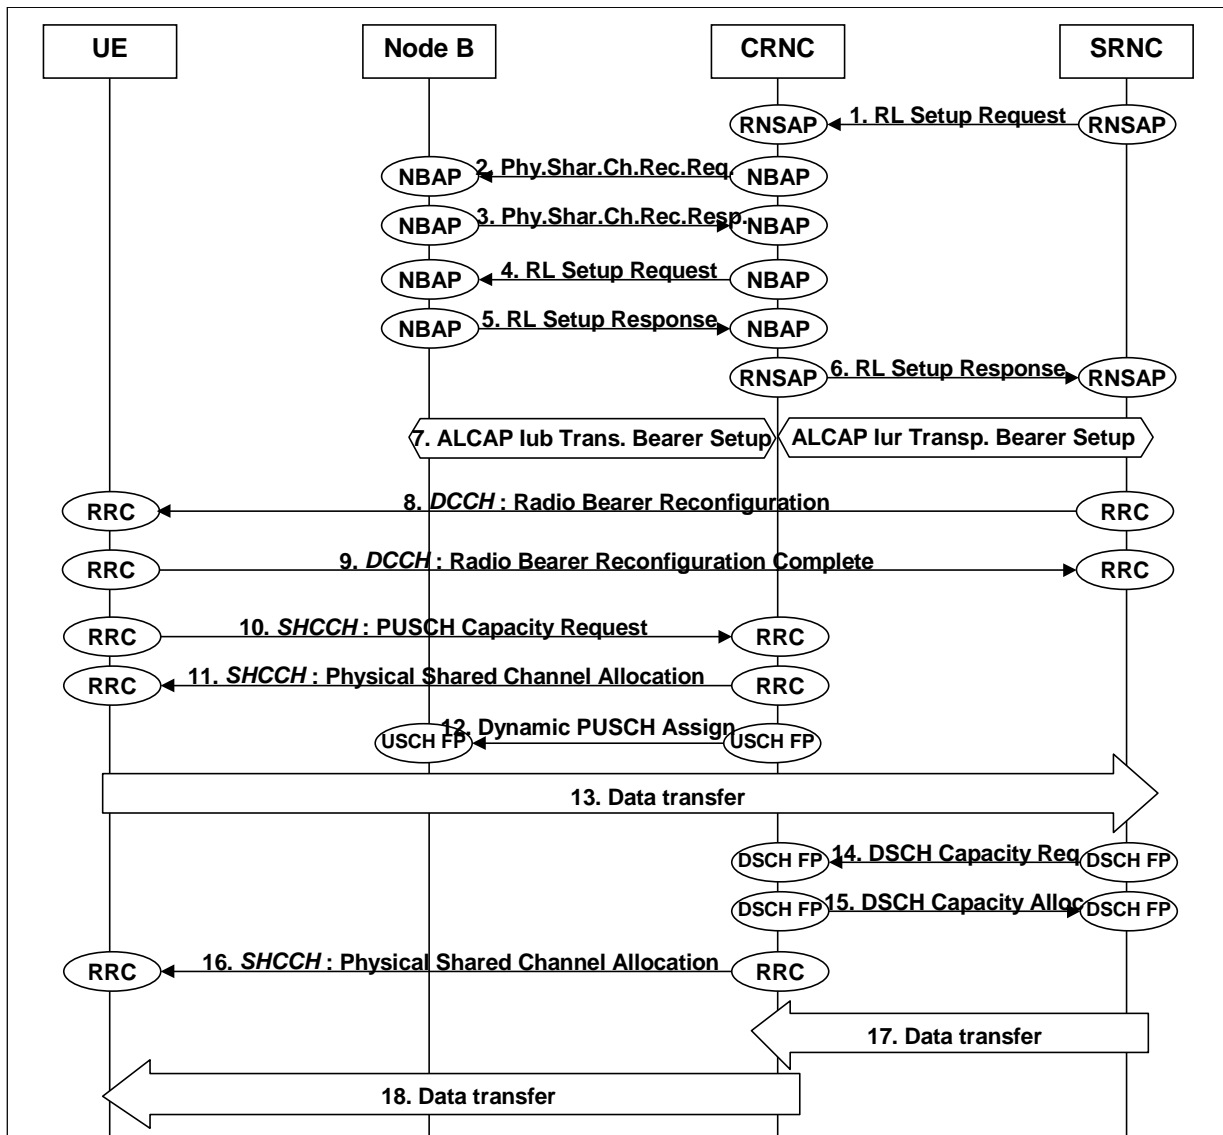 UE Node B CRNC SRNC
RNSAP 1. RL Setup Request RNSAP
NBAP 2. Phy.Shar.Ch.Rec.Req. NBAP
NBAP 3. Phy.Shar.Ch.Rec.Resp. NBAP
NBAP 4. RL Setup Request NBAP
NBAP 5. RL Setup Response NBAP
RNSAP 6. RL Setup Response RNSAP
7. ALCAP Iub Trans. Bearer Setup ALCAP Iur Transp. Bearer Setup
RRC 8. DCCH : Radio Bearer Reconfiguration RRC
RRC 9. DCCH : Radio Bearer Reconfiguration Complete RRC
RRC 10. SHCCH : PUSCH Capacity Request RRC
RRC 11. SHCCH : Physical Shared Channel Allocation RRC
USCH FP 12. Dynamic PUSCH Assign USCH FP
13. Data transfer
DSCH FP 14. DSCH Capacity Req DSCH FP
DSCH FP 15. DSCH Capacity Alloc DSCH FP
RRC 16. SHCCH : Physical Shared Channel Allocation RRC
17. Data transfer
18. Data transfer